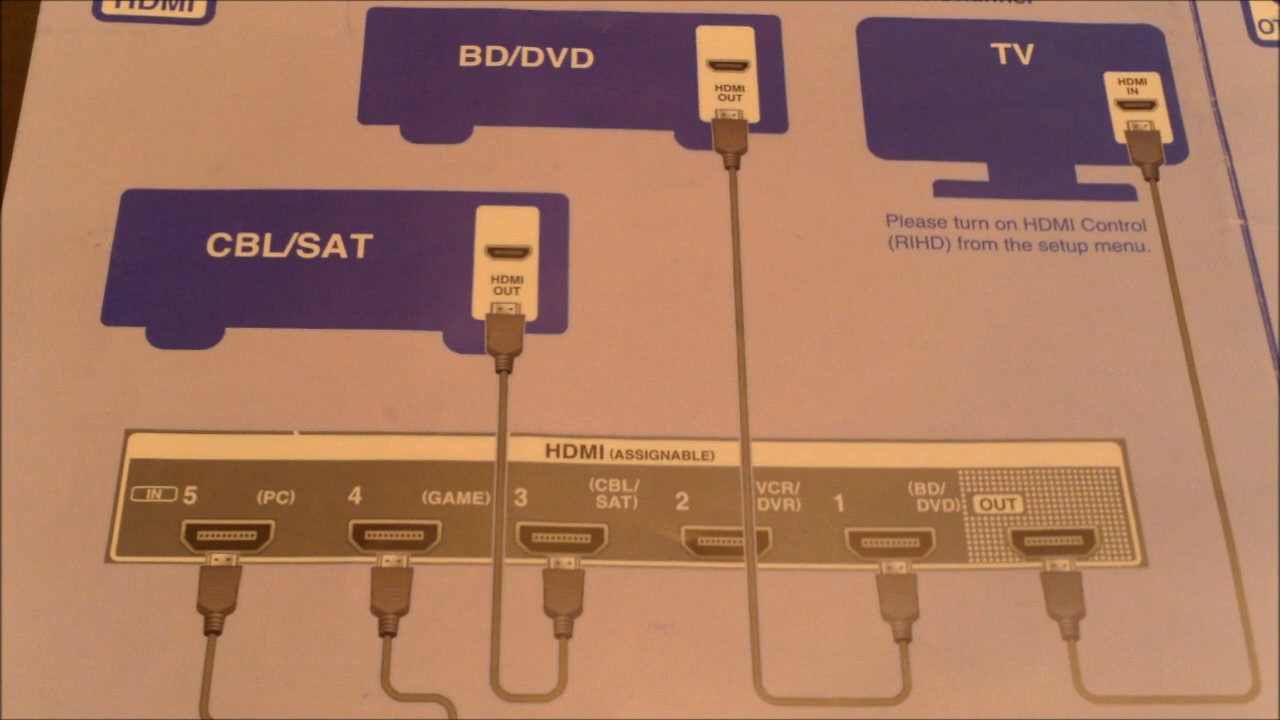 HDMI
BD/DVD
HDMI
OUT
TV
HDMI
IN
Please turn on HDMI Control
(RIHD) from the setup menu.
CBL/SAT
HDMI
OUT
HDMI (ASSIGNABLE)
IN 5 (PC) 4 (GAME) 3 (CBL/
SAT) 2 VCR/
DVR) 1 (BD/
DVD) OUT